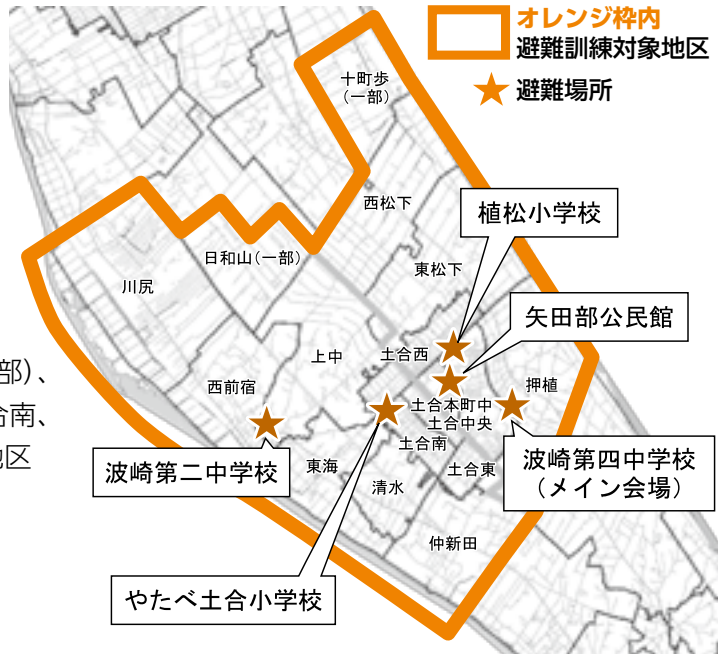 オレンジ枠内
避難訓練対象地区
避難場所
十町歩
(一部)
西松下
植松小学校
日和山(一部)
東松下
川尻
矢田部公民館
上中
土合西
部)、
西前宿
押植
合南、
土合本町中
土合中央
土合南
地区
波崎第二中学校
東海
土合東
波崎第四中学校
(メイン会場)
清水
仲新田
やたべ土合小学校